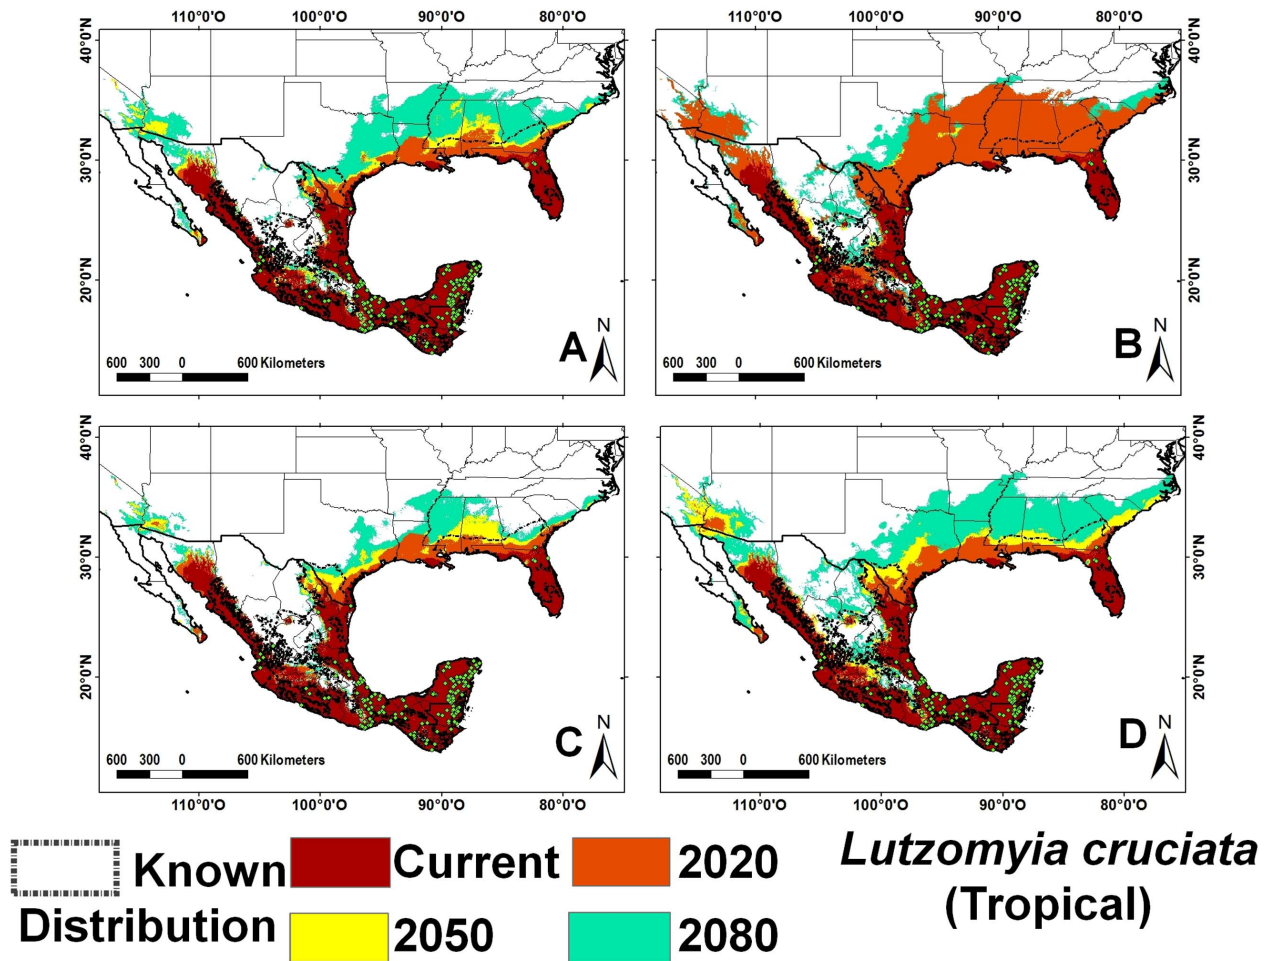 110°0'O 100°0'O 90°0'O 80°0'O
110°0'O 100°0'O 90°0'O 80°0'O
40°0'N
30°0'N
20°0'N
40°0'N
30°0'N
20°0'N
A
N
600 300 0 600 Kilometers
B
N
600 300 0 600 Kilometers
40°0'N
30°0'N
20°0'N
40°0'N
30°0'N
20°0'N
C
N
600 300 0 600 Kilometers
D
N
600 300 0 600 Kilometers
110°0'O 100°0'O 90°0'O 80°0'O
110°0'O 100°0'O 90°0'O 80°0'O
Known
Distribution
Current
2020
2050
2080
Lutzomyia cruciata
(Tropical)